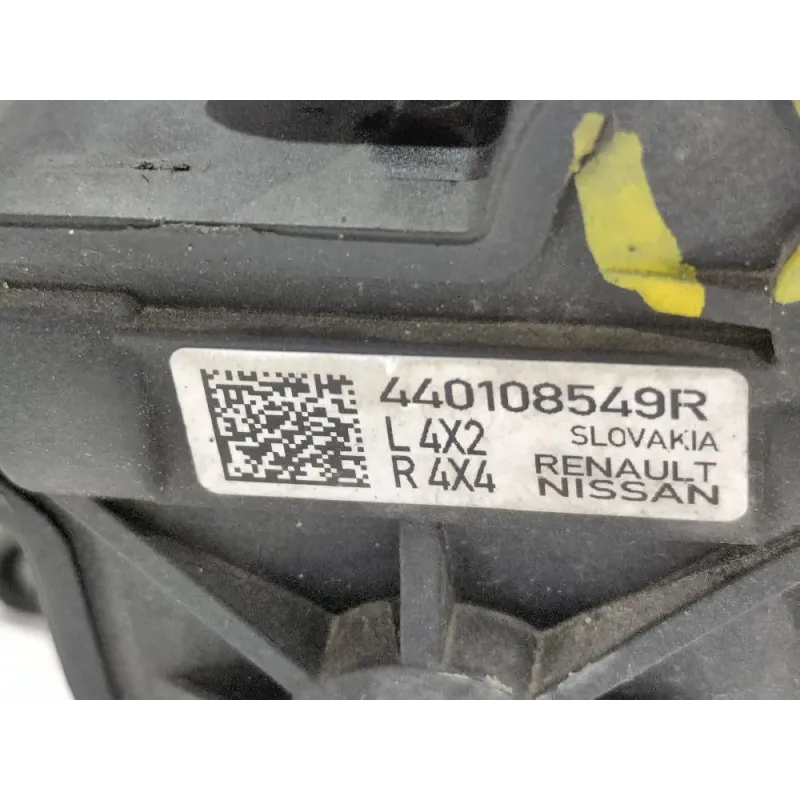 440108549R
L 4X2 SLOVAKIA
R 4X4 RENAULT
NISSAN